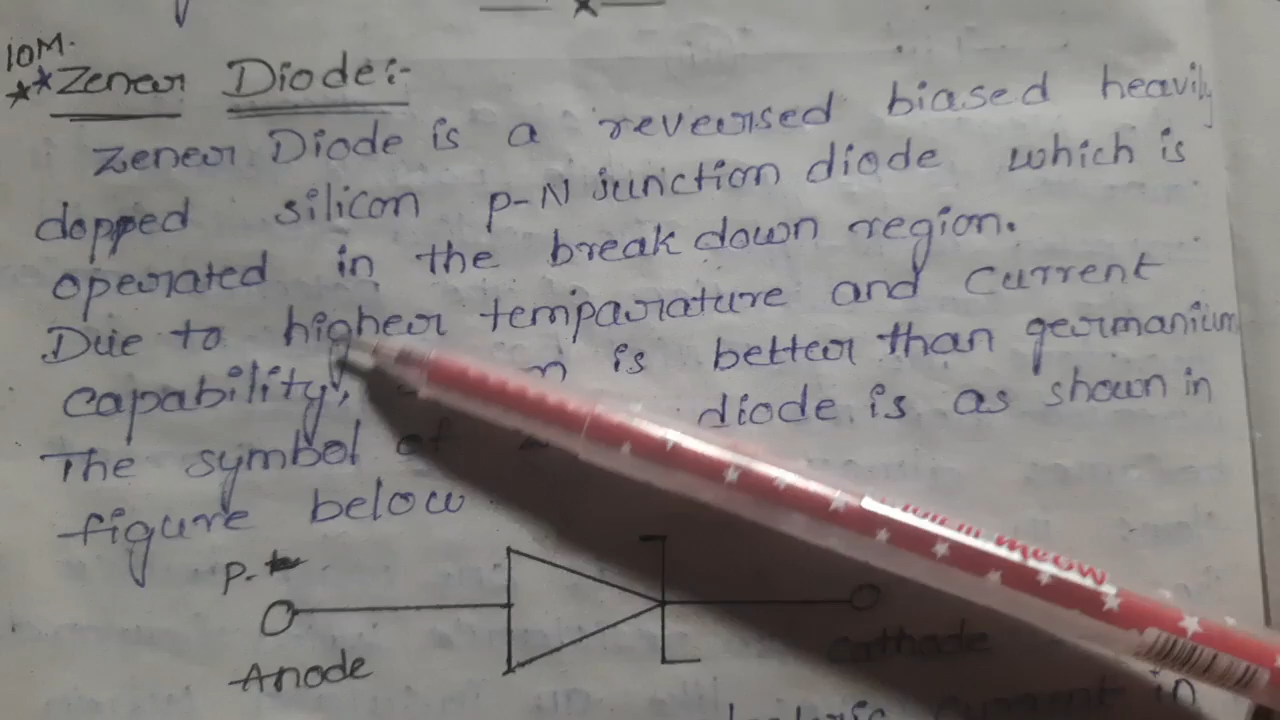 10M.
**Zener Diode:-
Zener Diode is a reversed biased heavily
dopped silicon p-N junction diode which is
operated in the break down region.
Due to higher temparature and current
capability, is better than germanium
The symbol of diode is as shown in
figure below
P-
Anode
Cathode
in